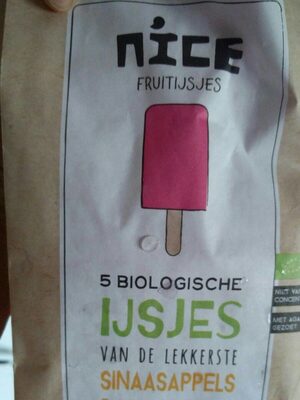 NICE
FRUITIJSJES
5 BIOLOGISCHE
IJSJES
VAN DE LEKKERSTE
SINAASAPPELS
NIET VAN
CONCEN
MET AGA
GEZOET